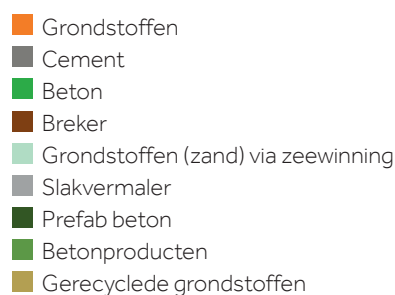 Grondstoffen
Cement
Beton
Breker
Grondstoffen (zand) via zeewinning
Slakvermaler
Prefab beton
Betonproducten
Gerecyclede grondstoffen